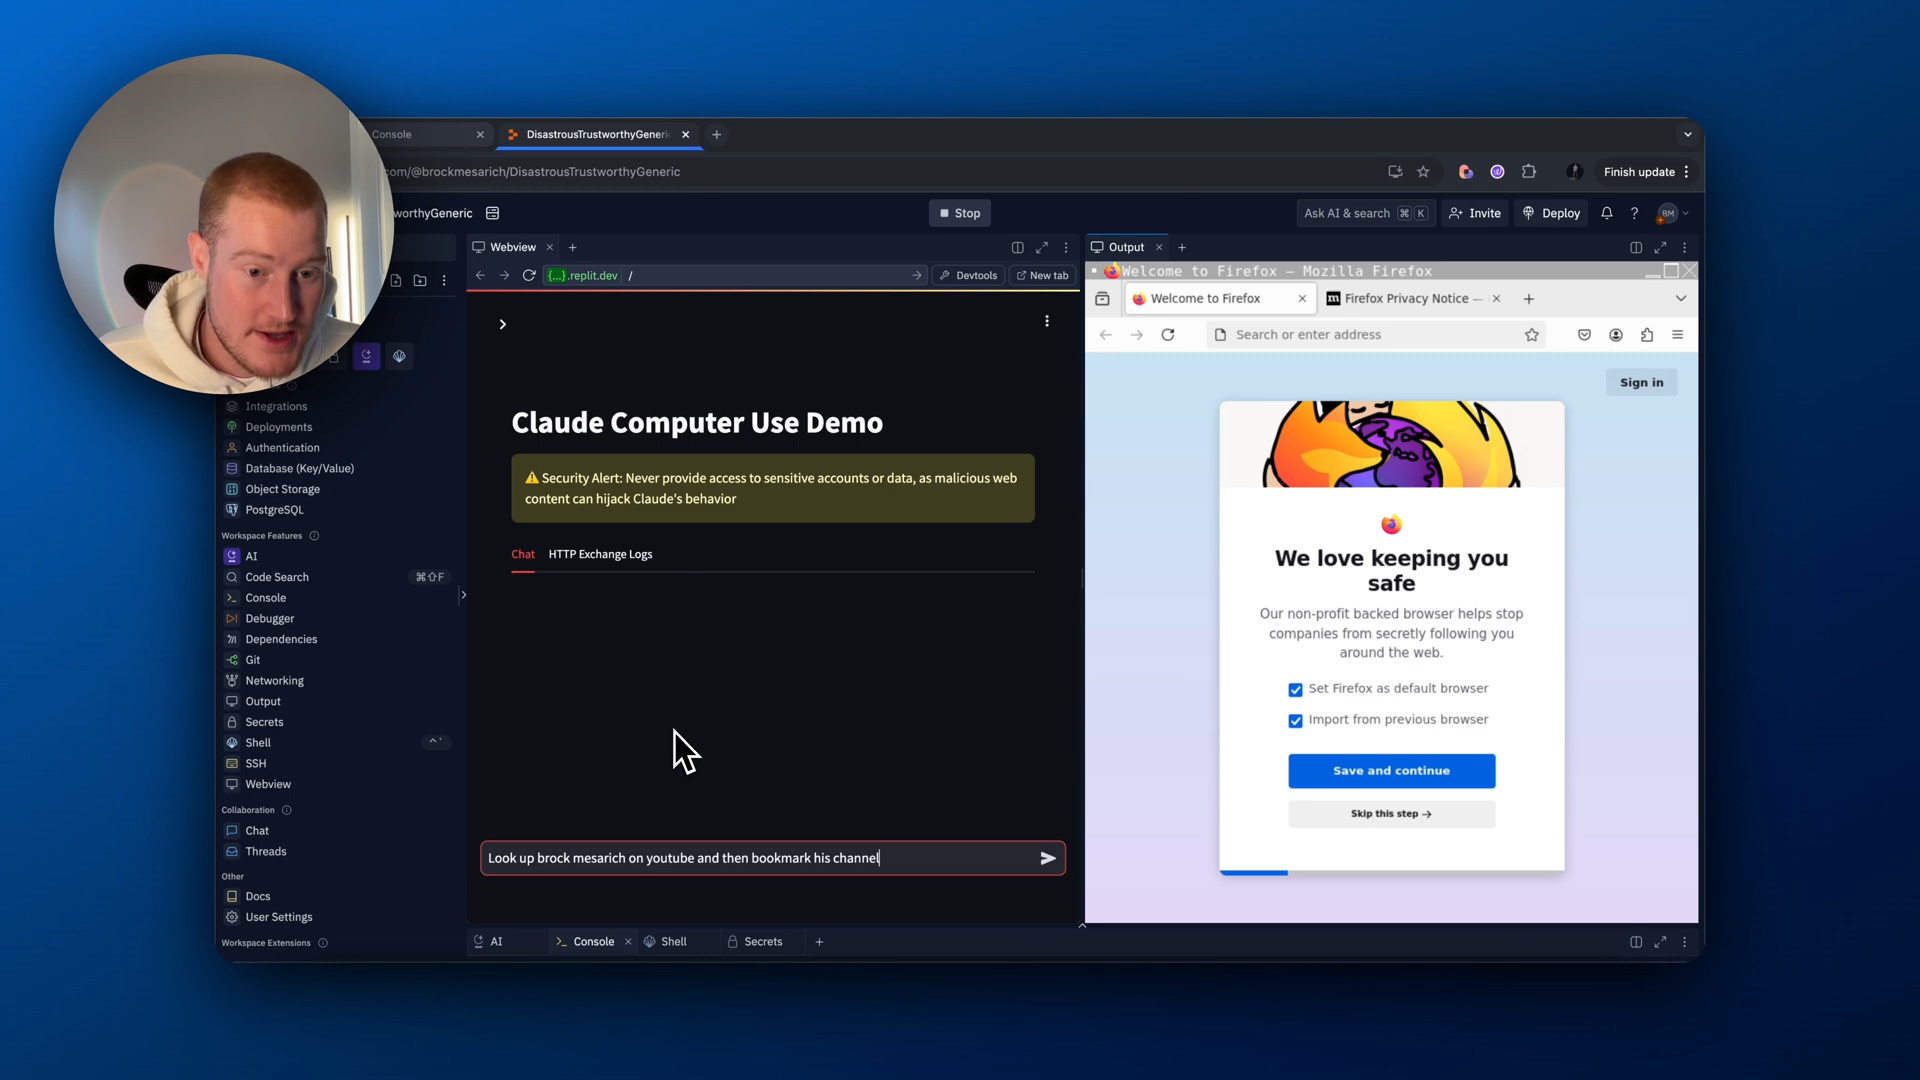 Console
DisastrousTrustworthyGeneric
com/@brockmesarich/DisastrousTrustworthyGeneric
Finish update
worthyGeneric
Stop
Ask AI & search ⌘ K
Invite
Deploy
BM
Webview
{...}.replit.dev /
Devtools
New tab
Claude Computer Use Demo
Security Alert: Never provide access to sensitive accounts or data, as malicious web
content can hijack Claude's behavior
Chat
HTTP Exchange Logs
Look up brock mesarich on youtube and then bookmark his channel
Integrations
Deployments
Authentication
Database (Key/Value)
Object Storage
PostgreSQL
Workspace Features
AI
Code Search ⌘⇧F
Console
Debugger
Dependencies
Git
Networking
Output
Secrets
Shell ^ `
SSH
Webview
Collaboration
Chat
Threads
Other
Docs
User Settings
Workspace Extensions
AI
Console
Shell
Secrets
Output
Welcome to Firefox — Mozilla Firefox
Welcome to Firefox
Firefox Privacy Notice —
Search or enter address
Sign in
We love keeping you
safe
Our non-profit backed browser helps stop
companies from secretly following you
around the web.
Set Firefox as default browser
Import from previous browser
Save and continue
Skip this step →